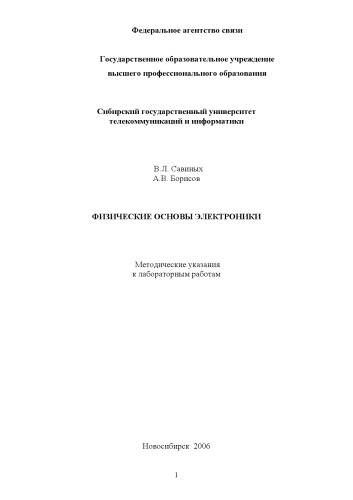 Федеральное агентство связи
Государственное образовательное учреждение
высшего профессионального образования
Сибирский государственный университет
телекоммуникаций и информатики
В.Л. Савиных
А.В. Борисов
ФИЗИЧЕСКИЕ ОСНОВЫ ЭЛЕКТРОНИКИ
Методические указания
к лабораторным работам
Новосибирск 2006
1